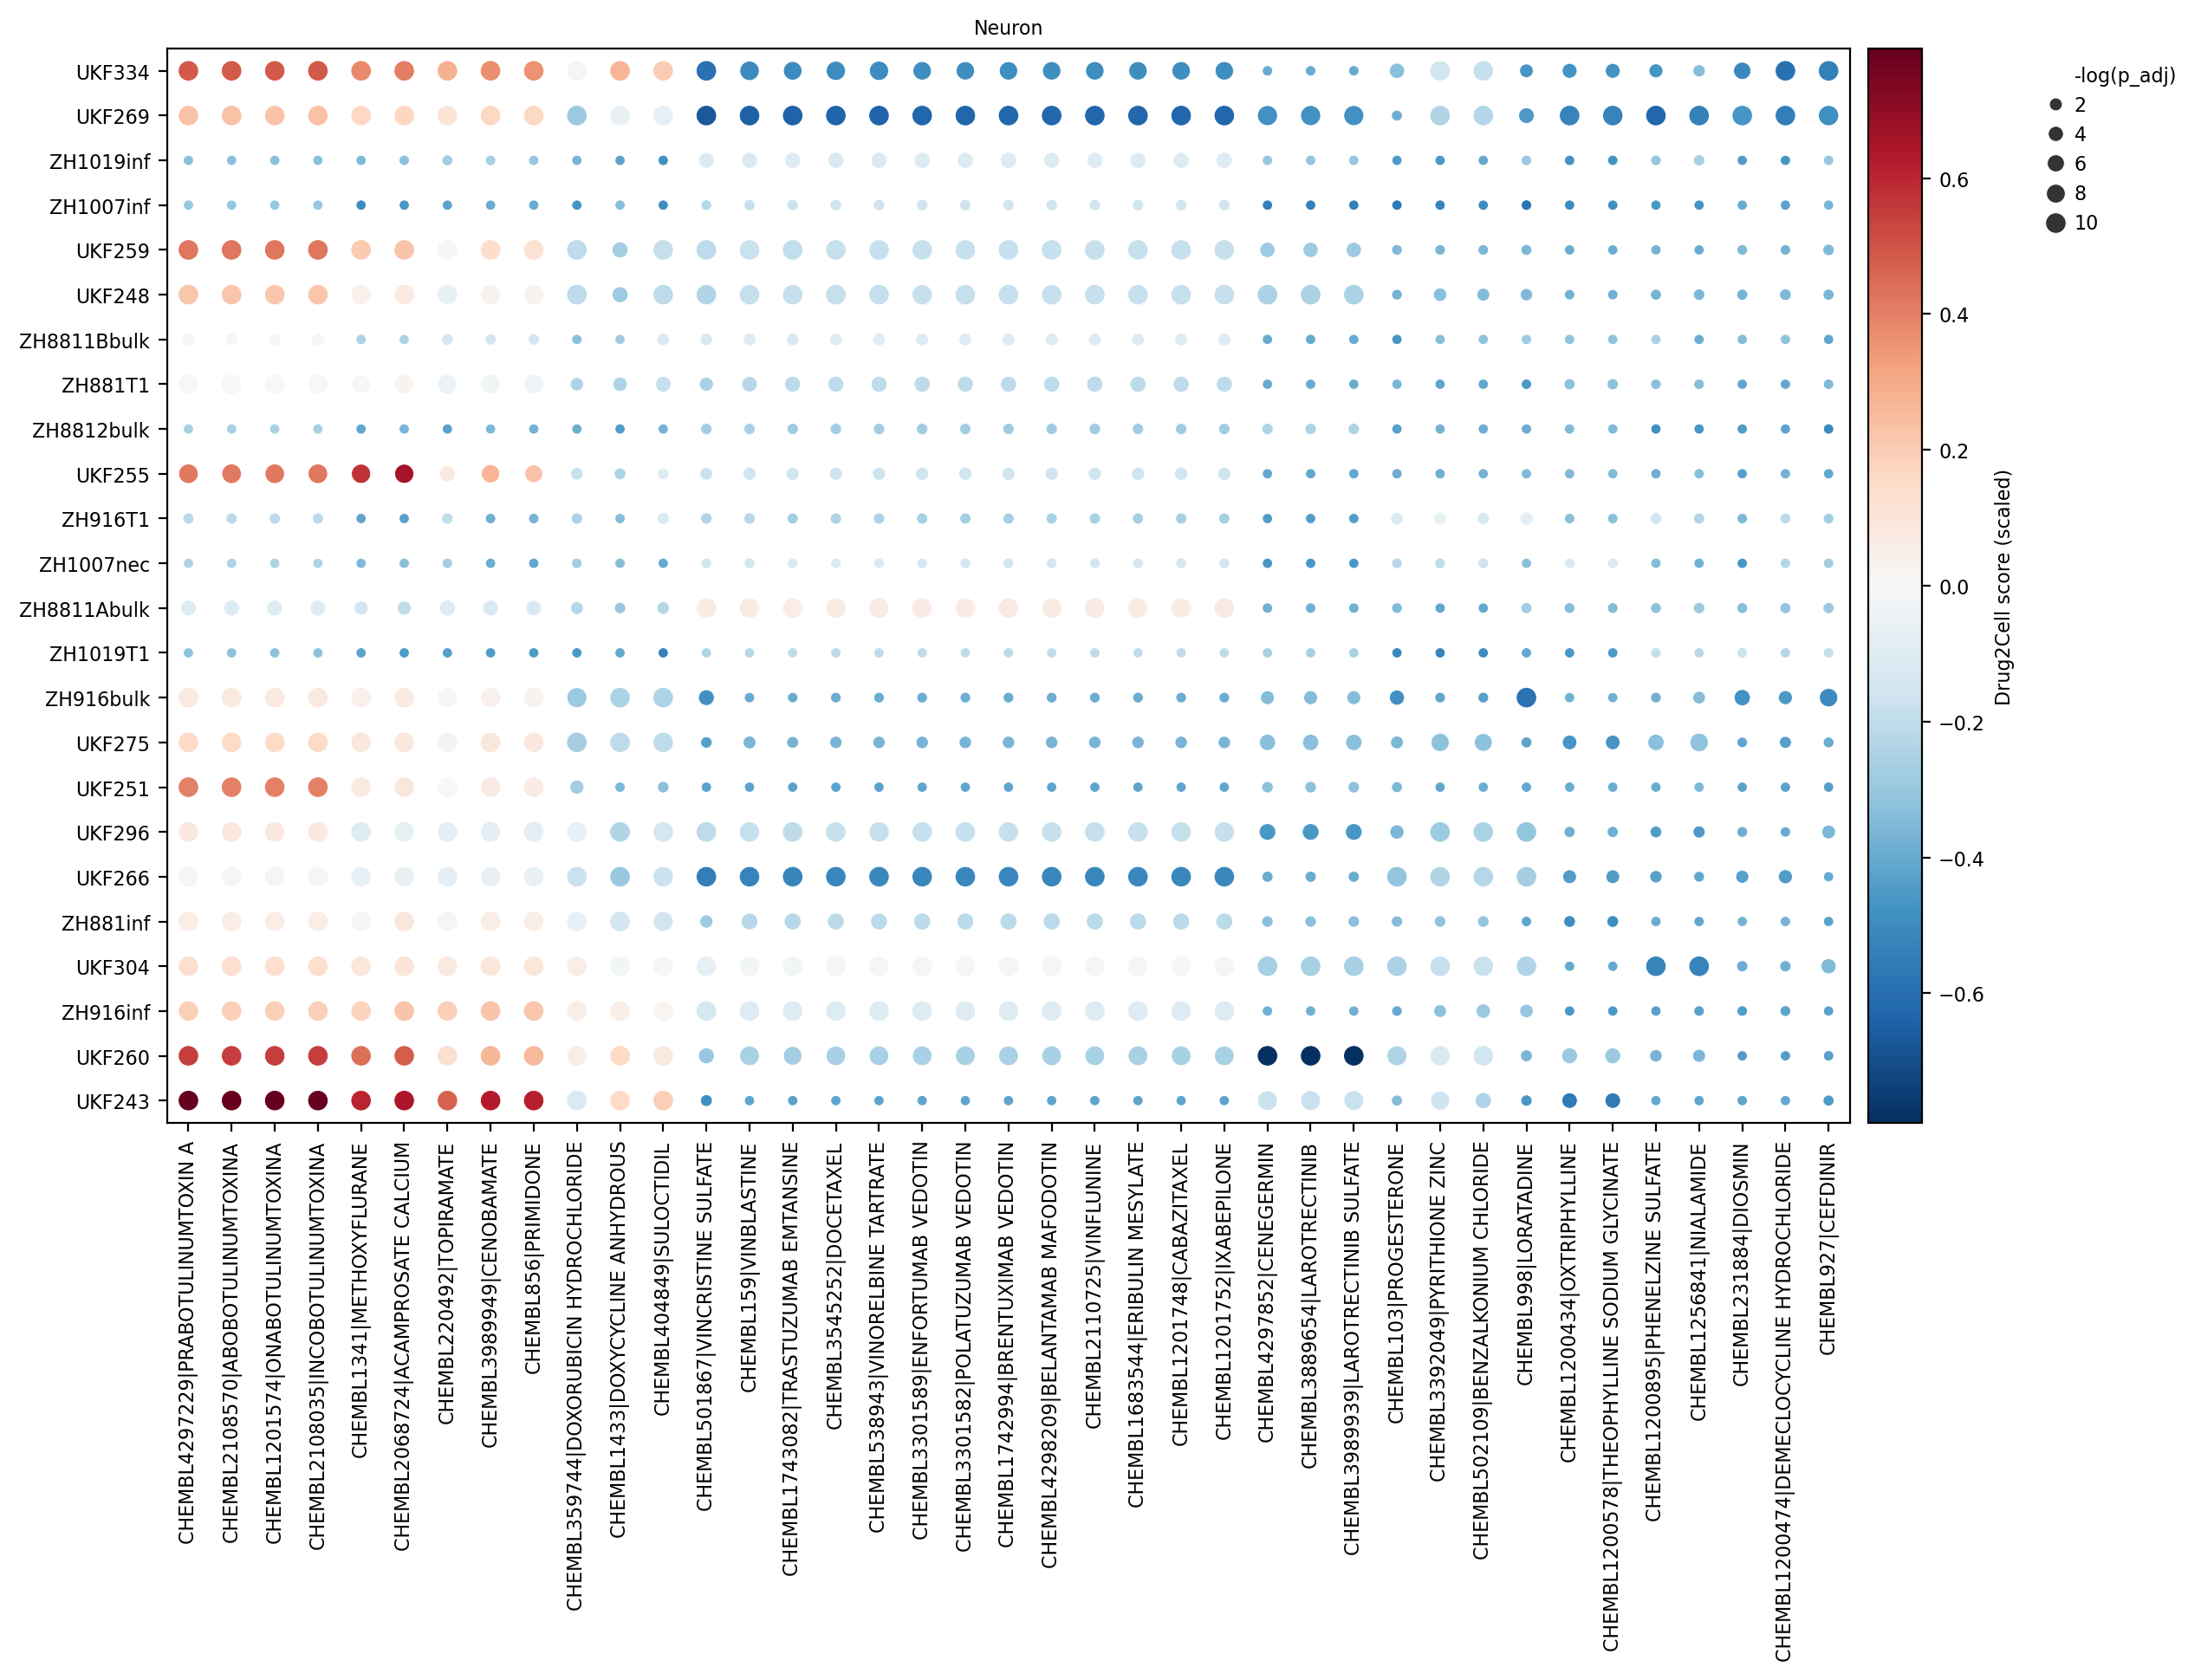 Neuron
UKF334
UKF269
ZH1019inf
ZH1007inf
UKF259
UKF248
ZH8811Bbulk
ZH881T1
ZH8812bulk
UKF255
ZH916T1
ZH1007nec
ZH8811Abulk
ZH1019T1
ZH916bulk
UKF275
UKF251
UKF296
UKF266
ZH881inf
UKF304
ZH916inf
UKF260
UKF243
CHEMBL4297229|PRABOTULINUMTOXIN A
CHEMBL2108570|ABOBOTULINUMTOXINA
CHEMBL1201574|ONABOTULINUMTOXINA
CHEMBL2108035|INCOBOTULINUMTOXINA
CHEMBL1341|METHOXYFLURANE
CHEMBL2068724|ACAMPROSATE CALCIUM
CHEMBL220492|TOPIRAMATE
CHEMBL3989949|CENOBAMATE
CHEMBL856|PRIMIDONE
CHEMBL359744|DOXORUBICIN HYDROCHLORIDE
CHEMBL1433|DOXYCYCLINE ANHYDROUS
CHEMBL404849|SULOCTIDIL
CHEMBL501867|VINCRISTINE SULFATE
CHEMBL159|VINBLASTINE
CHEMBL1743082|TRASTUZUMAB EMTANSINE
CHEMBL3545252|DOCETAXEL
CHEMBL538943|VINORELBINE TARTRATE
CHEMBL3301589|ENFORTUMAB VEDOTIN
CHEMBL3301582|POLATUZUMAB VEDOTIN
CHEMBL1742994|BRENTUXIMAB VEDOTIN
CHEMBL4298209|BELANTAMAB MAFODOTIN
CHEMBL2110725|VINFLUNINE
CHEMBL1683544|ERIBULIN MESYLATE
CHEMBL1201748|CABAZITAXEL
CHEMBL1201752|IXABEPILONE
CHEMBL4297852|CENEGERMIN
CHEMBL3889654|LAROTRECTINIB
CHEMBL3989939|LAROTRECTINIB SULFATE
CHEMBL103|PROGESTERONE
CHEMBL3392049|PYRITHIONE ZINC
CHEMBL502109|BENZALKONIUM CHLORIDE
CHEMBL998|LORATADINE
CHEMBL1200434|OXTRIPHYLLINE
CHEMBL1200578|THEOPHYLLINE SODIUM GLYCINATE
CHEMBL1200895|PHENELZINE SULFATE
CHEMBL1256841|NIALAMIDE
CHEMBL231884|DIOSMIN
CHEMBL1200474|DEMECLOCYCLINE HYDROCHLORIDE
CHEMBL927|CEFDINIR
0.6
0.4
0.2
0.0
−0.2
−0.4
−0.6
Drug2Cell score (scaled)
-log(p_adj)
2
4
6
8
10